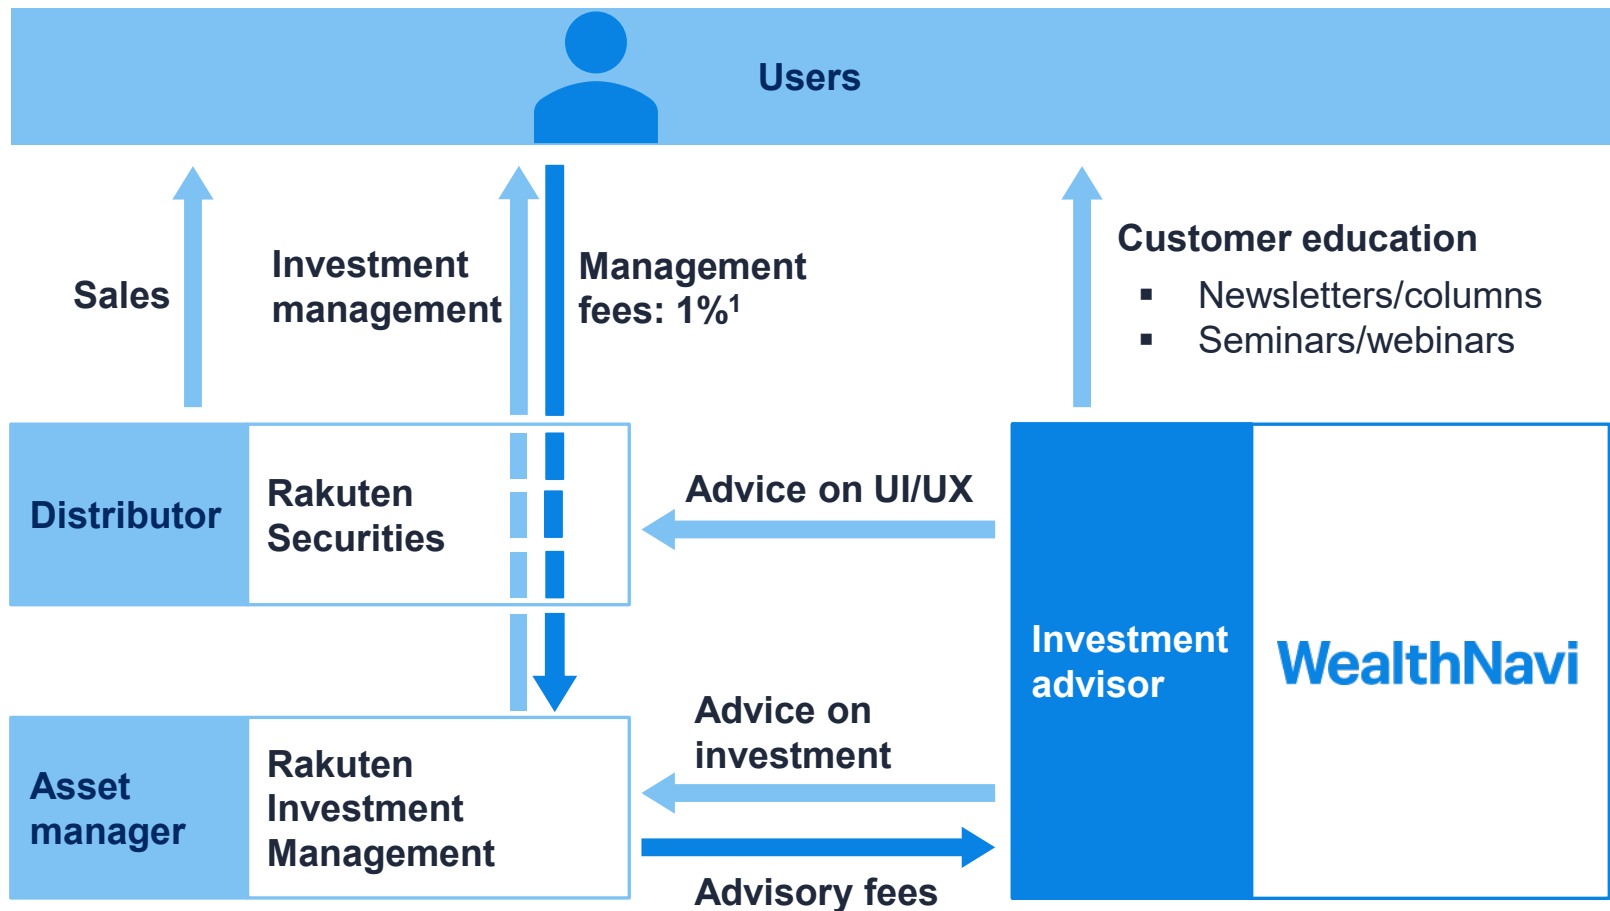 Users
Sales
Investment
management
Management
fees: 1%¹
Customer education
▪ Newsletters/columns
▪ Seminars/webinars
Distributor
Rakuten
Securities
Advice on UI/UX
Investment
advisor
WealthNavi
Advice on
investment
Asset
manager
Rakuten
Investment
Management
Advisory fees